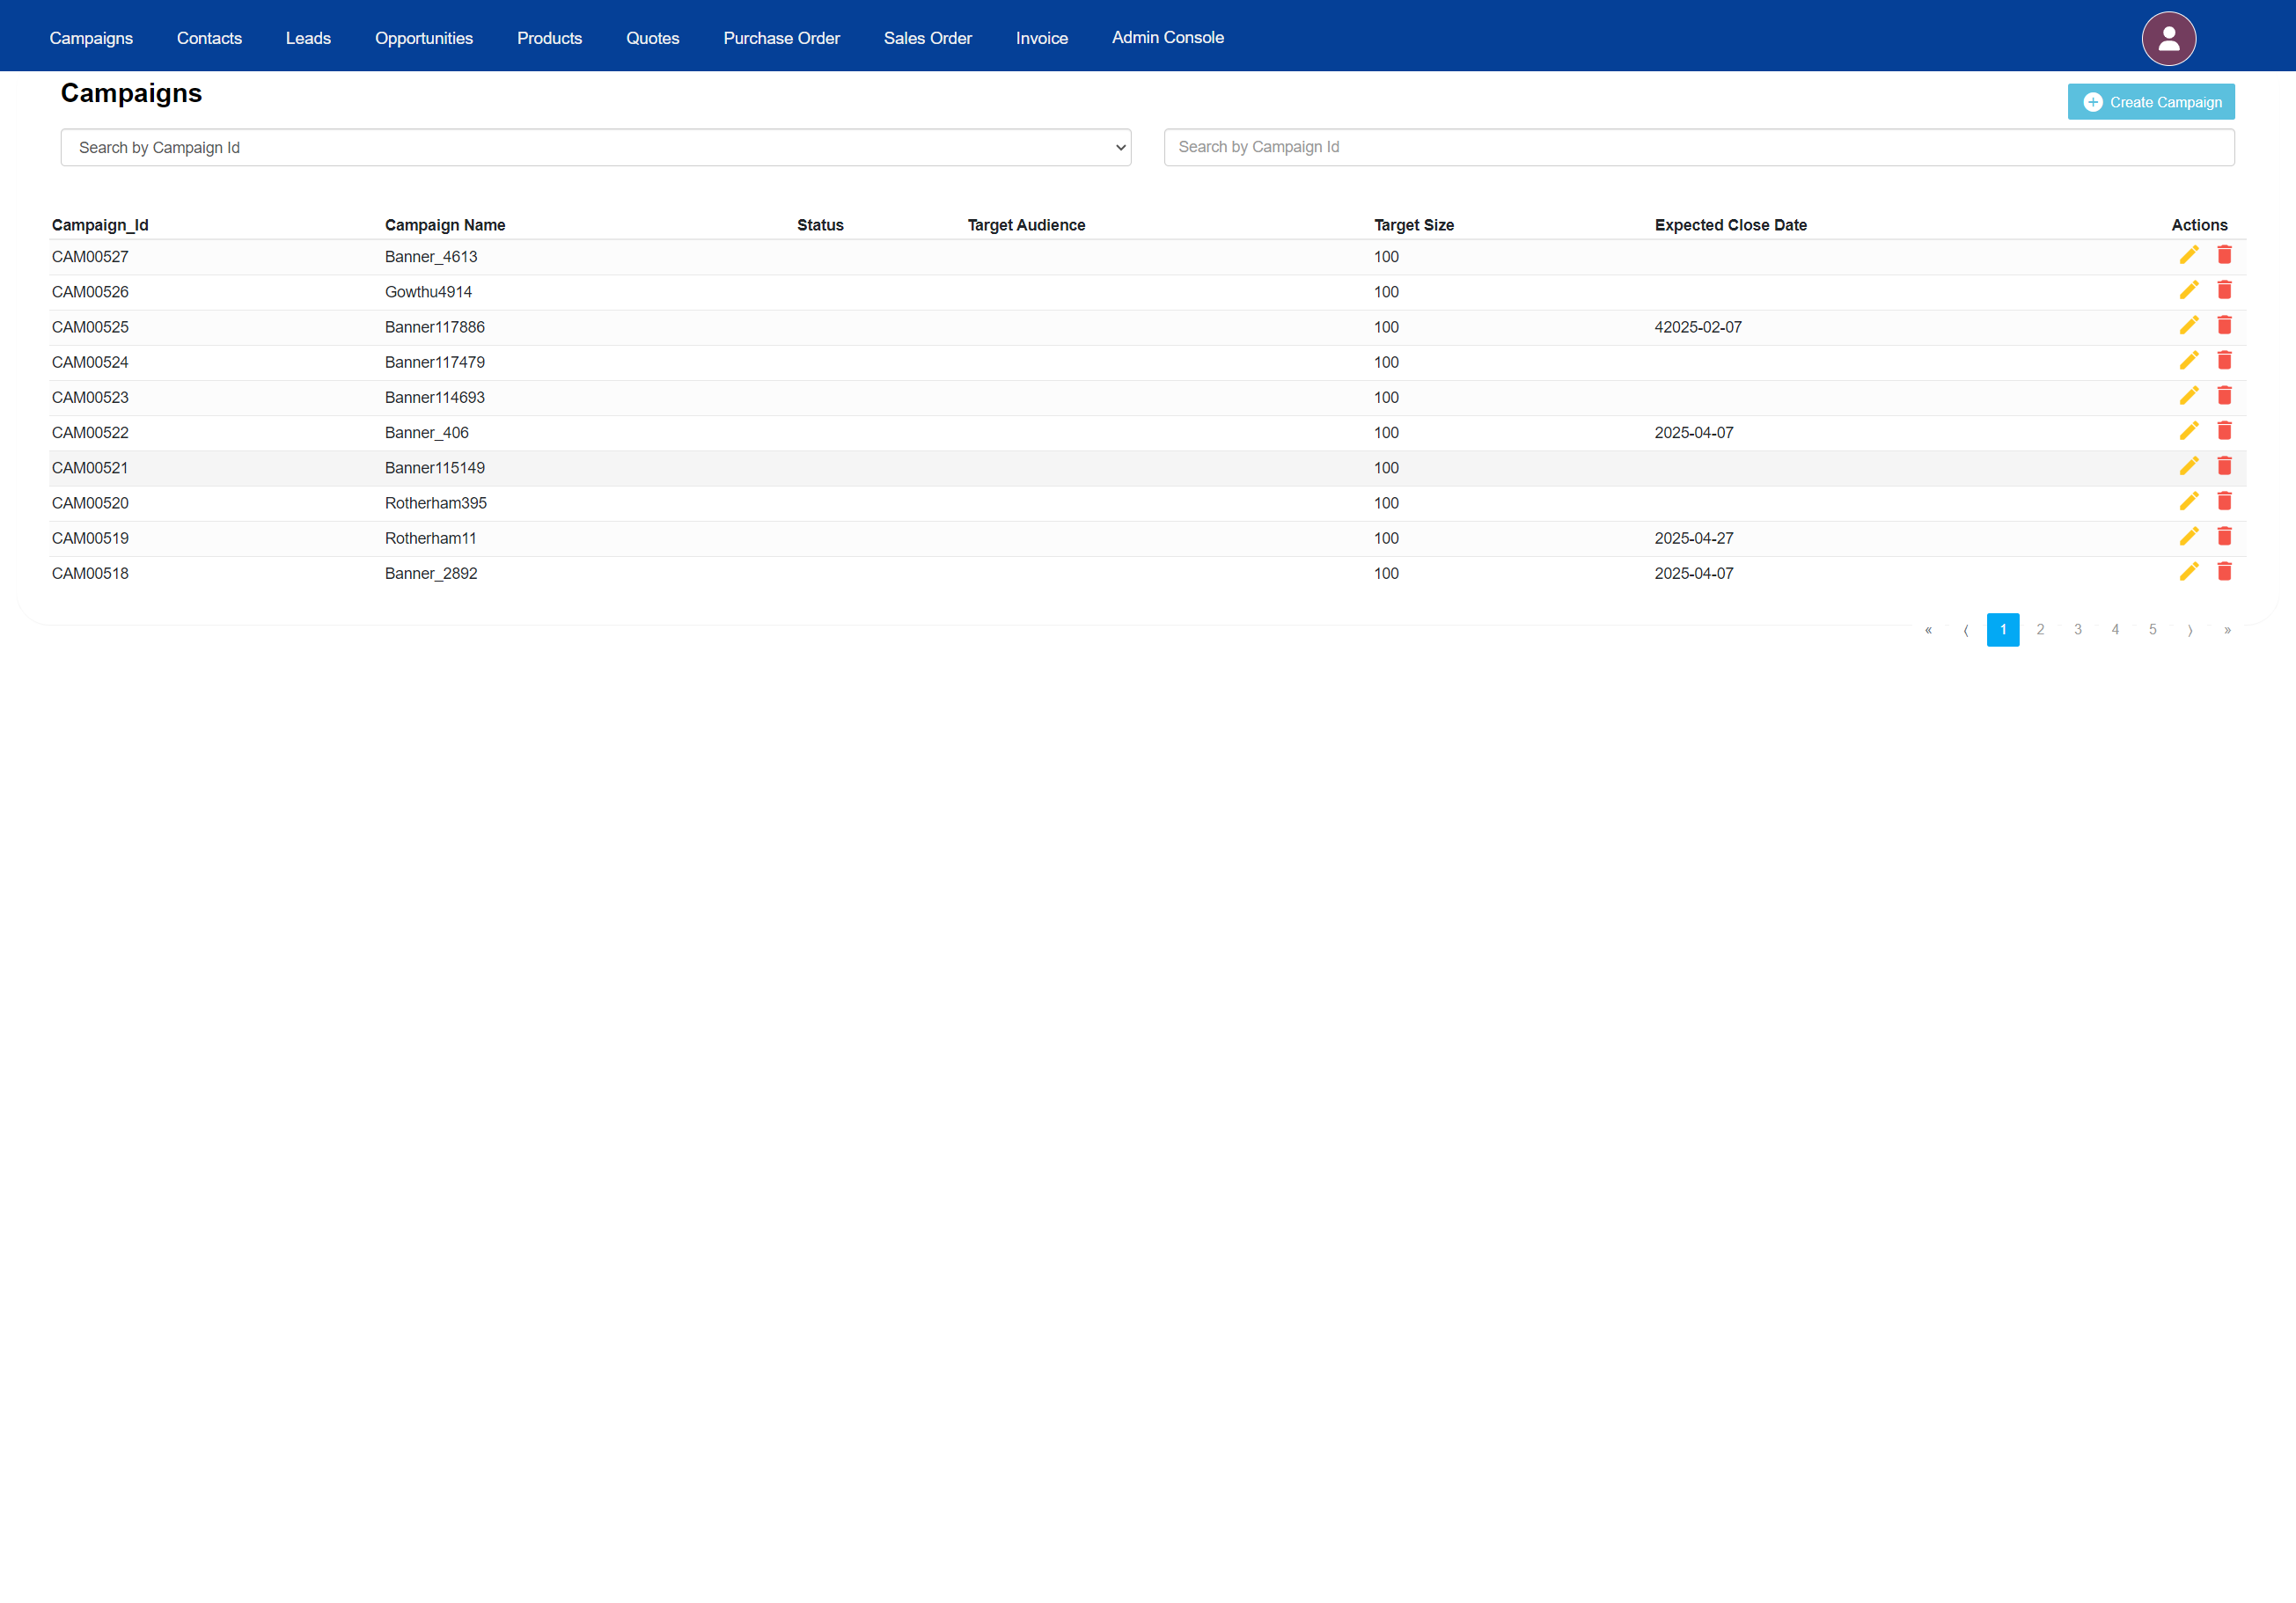 Campaigns Contacts Leads Opportunities Products Quotes Purchase Order Sales Order Invoice Admin Console
Campaigns
Create Campaign
Search by Campaign Id Search by Campaign Id
Campaign_Id Campaign Name Status Target Audience Target Size Expected Close Date Actions
CAM00527 Banner_4613 100
CAM00526 Gowthu4914 100
CAM00525 Banner117886 100 42025-02-07
CAM00524 Banner117479 100
CAM00523 Banner114693 100
CAM00522 Banner_406 100 2025-04-07
CAM00521 Banner115149 100
CAM00520 Rotherham395 100
CAM00519 Rotherham11 100 2025-04-27
CAM00518 Banner_2892 100 2025-04-07
« ⟨ 1 2 3 4 5 ⟩ »